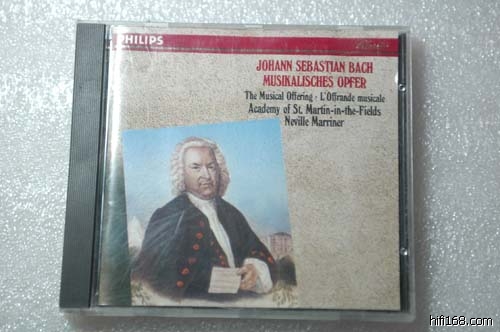 PHILIPS
JOHANN SEBASTIAN BACH
MUSIKALISCHES OPFER
The Musical Offering · L'Offrande musicale
Academy of St. Martin-in-the-Fields
Neville Marriner
hifi168.com